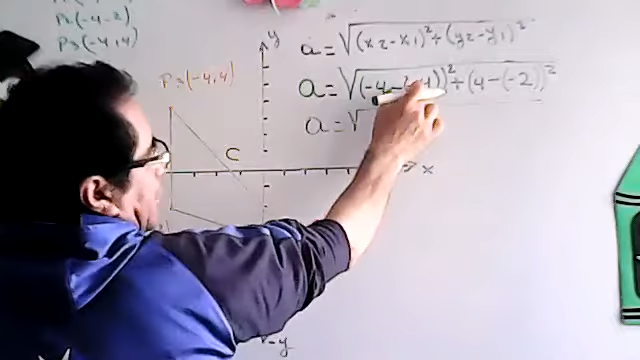 P2(-4,-2)
P3(-4,4)
P3(-4,4)
y
a=√(x2-x1)²+(y2-y1)²
a=√(-4-(-4))²+(4-(-2))²
a=√
C
x
-y